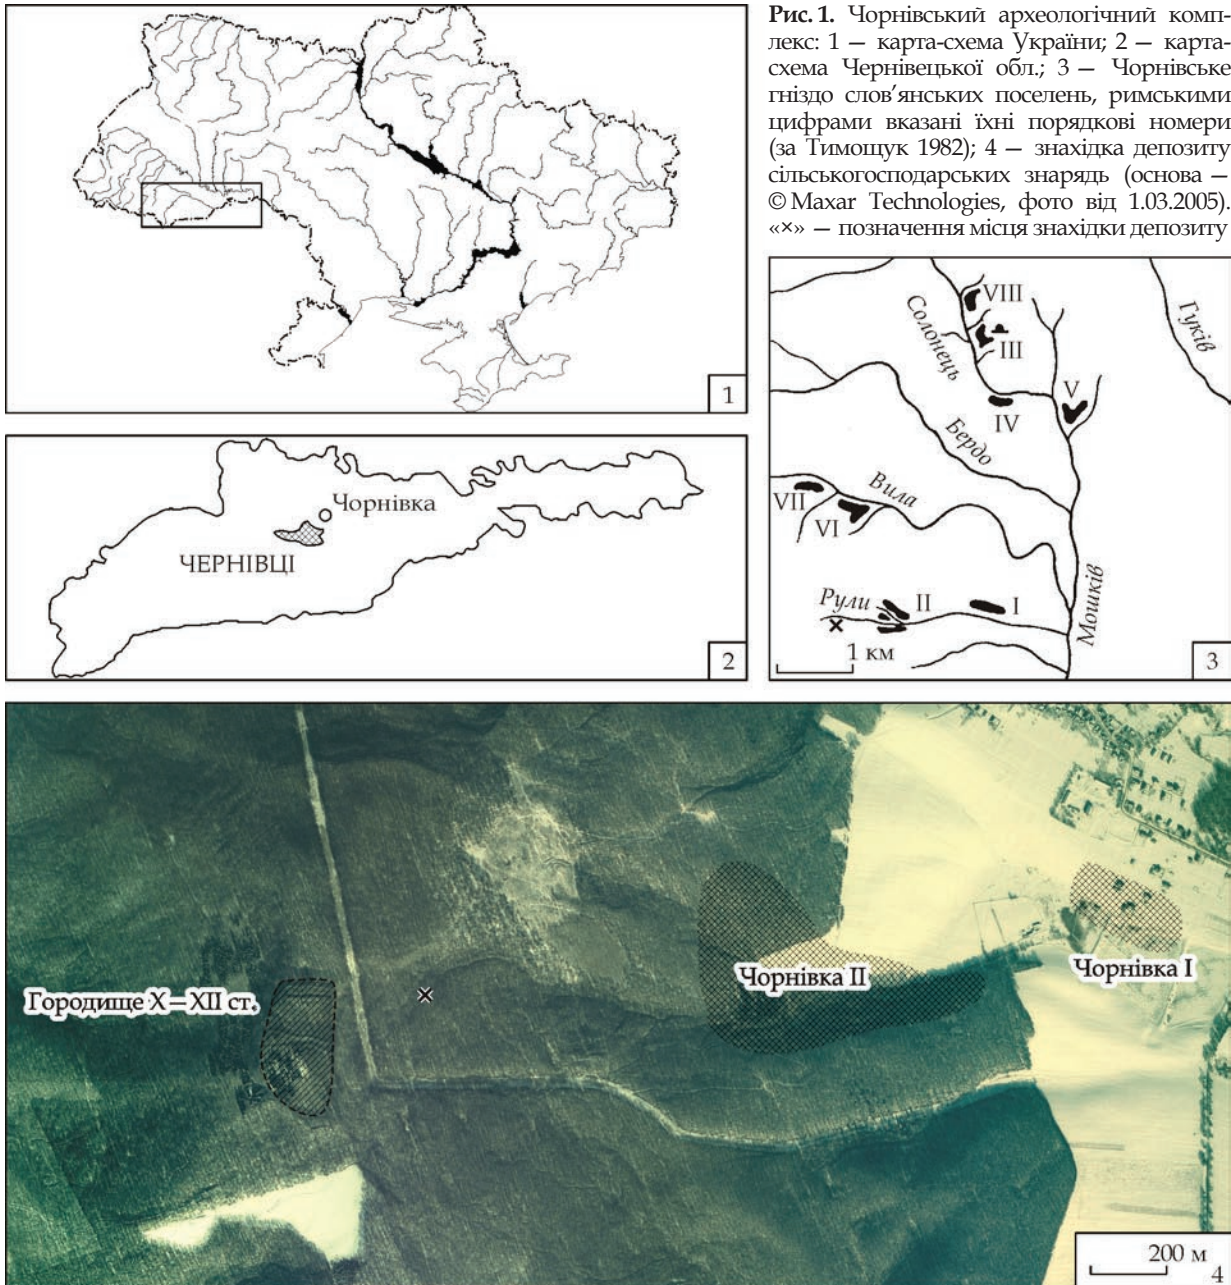 Рис. 1. Чорнівський археологічний комп-
лекс: 1 — карта-схема України; 2 — карта-
схема Чернівецької обл.; 3 — Чорнівське
гніздо слов’янських поселень, римськими
цифрами вказані їхні порядкові номери
(за Тимощук 1982); 4 — знахідка депозиту
сільськогосподарських знарядь (основа —
© Maxar Technologies, фото від 1.03.2005).
«×» — позначення місця знахідки депозиту
1
Чорнівка
ЧЕРНІВЦІ
2
VIII
Солонець
Гуків
III
V
IV
Бердо
VII
Вила
VI
Мошків
Рули
II
I
×
1 км
3
Чорнівка II
Чорнівка I
Городище X—XII ст.
×
200 м
4